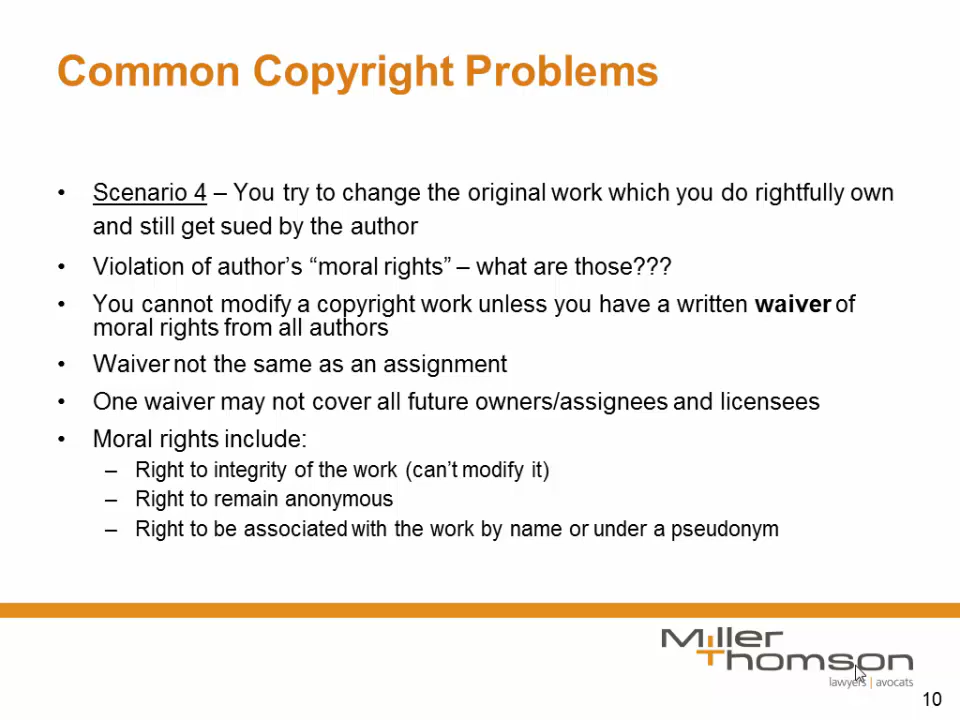 Common Copyright Problems
• Scenario 4 – You try to change the original work which you do rightfully own
and still get sued by the author
• Violation of author’s “moral rights” – what are those???
• You cannot modify a copyright work unless you have a written waiver of
moral rights from all authors
• Waiver not the same as an assignment
• One waiver may not cover all future owners/assignees and licensees
• Moral rights include:
– Right to integrity of the work (can’t modify it)
– Right to remain anonymous
– Right to be associated with the work by name or under a pseudonym
Miller
Thomson
lawyers | avocats
10